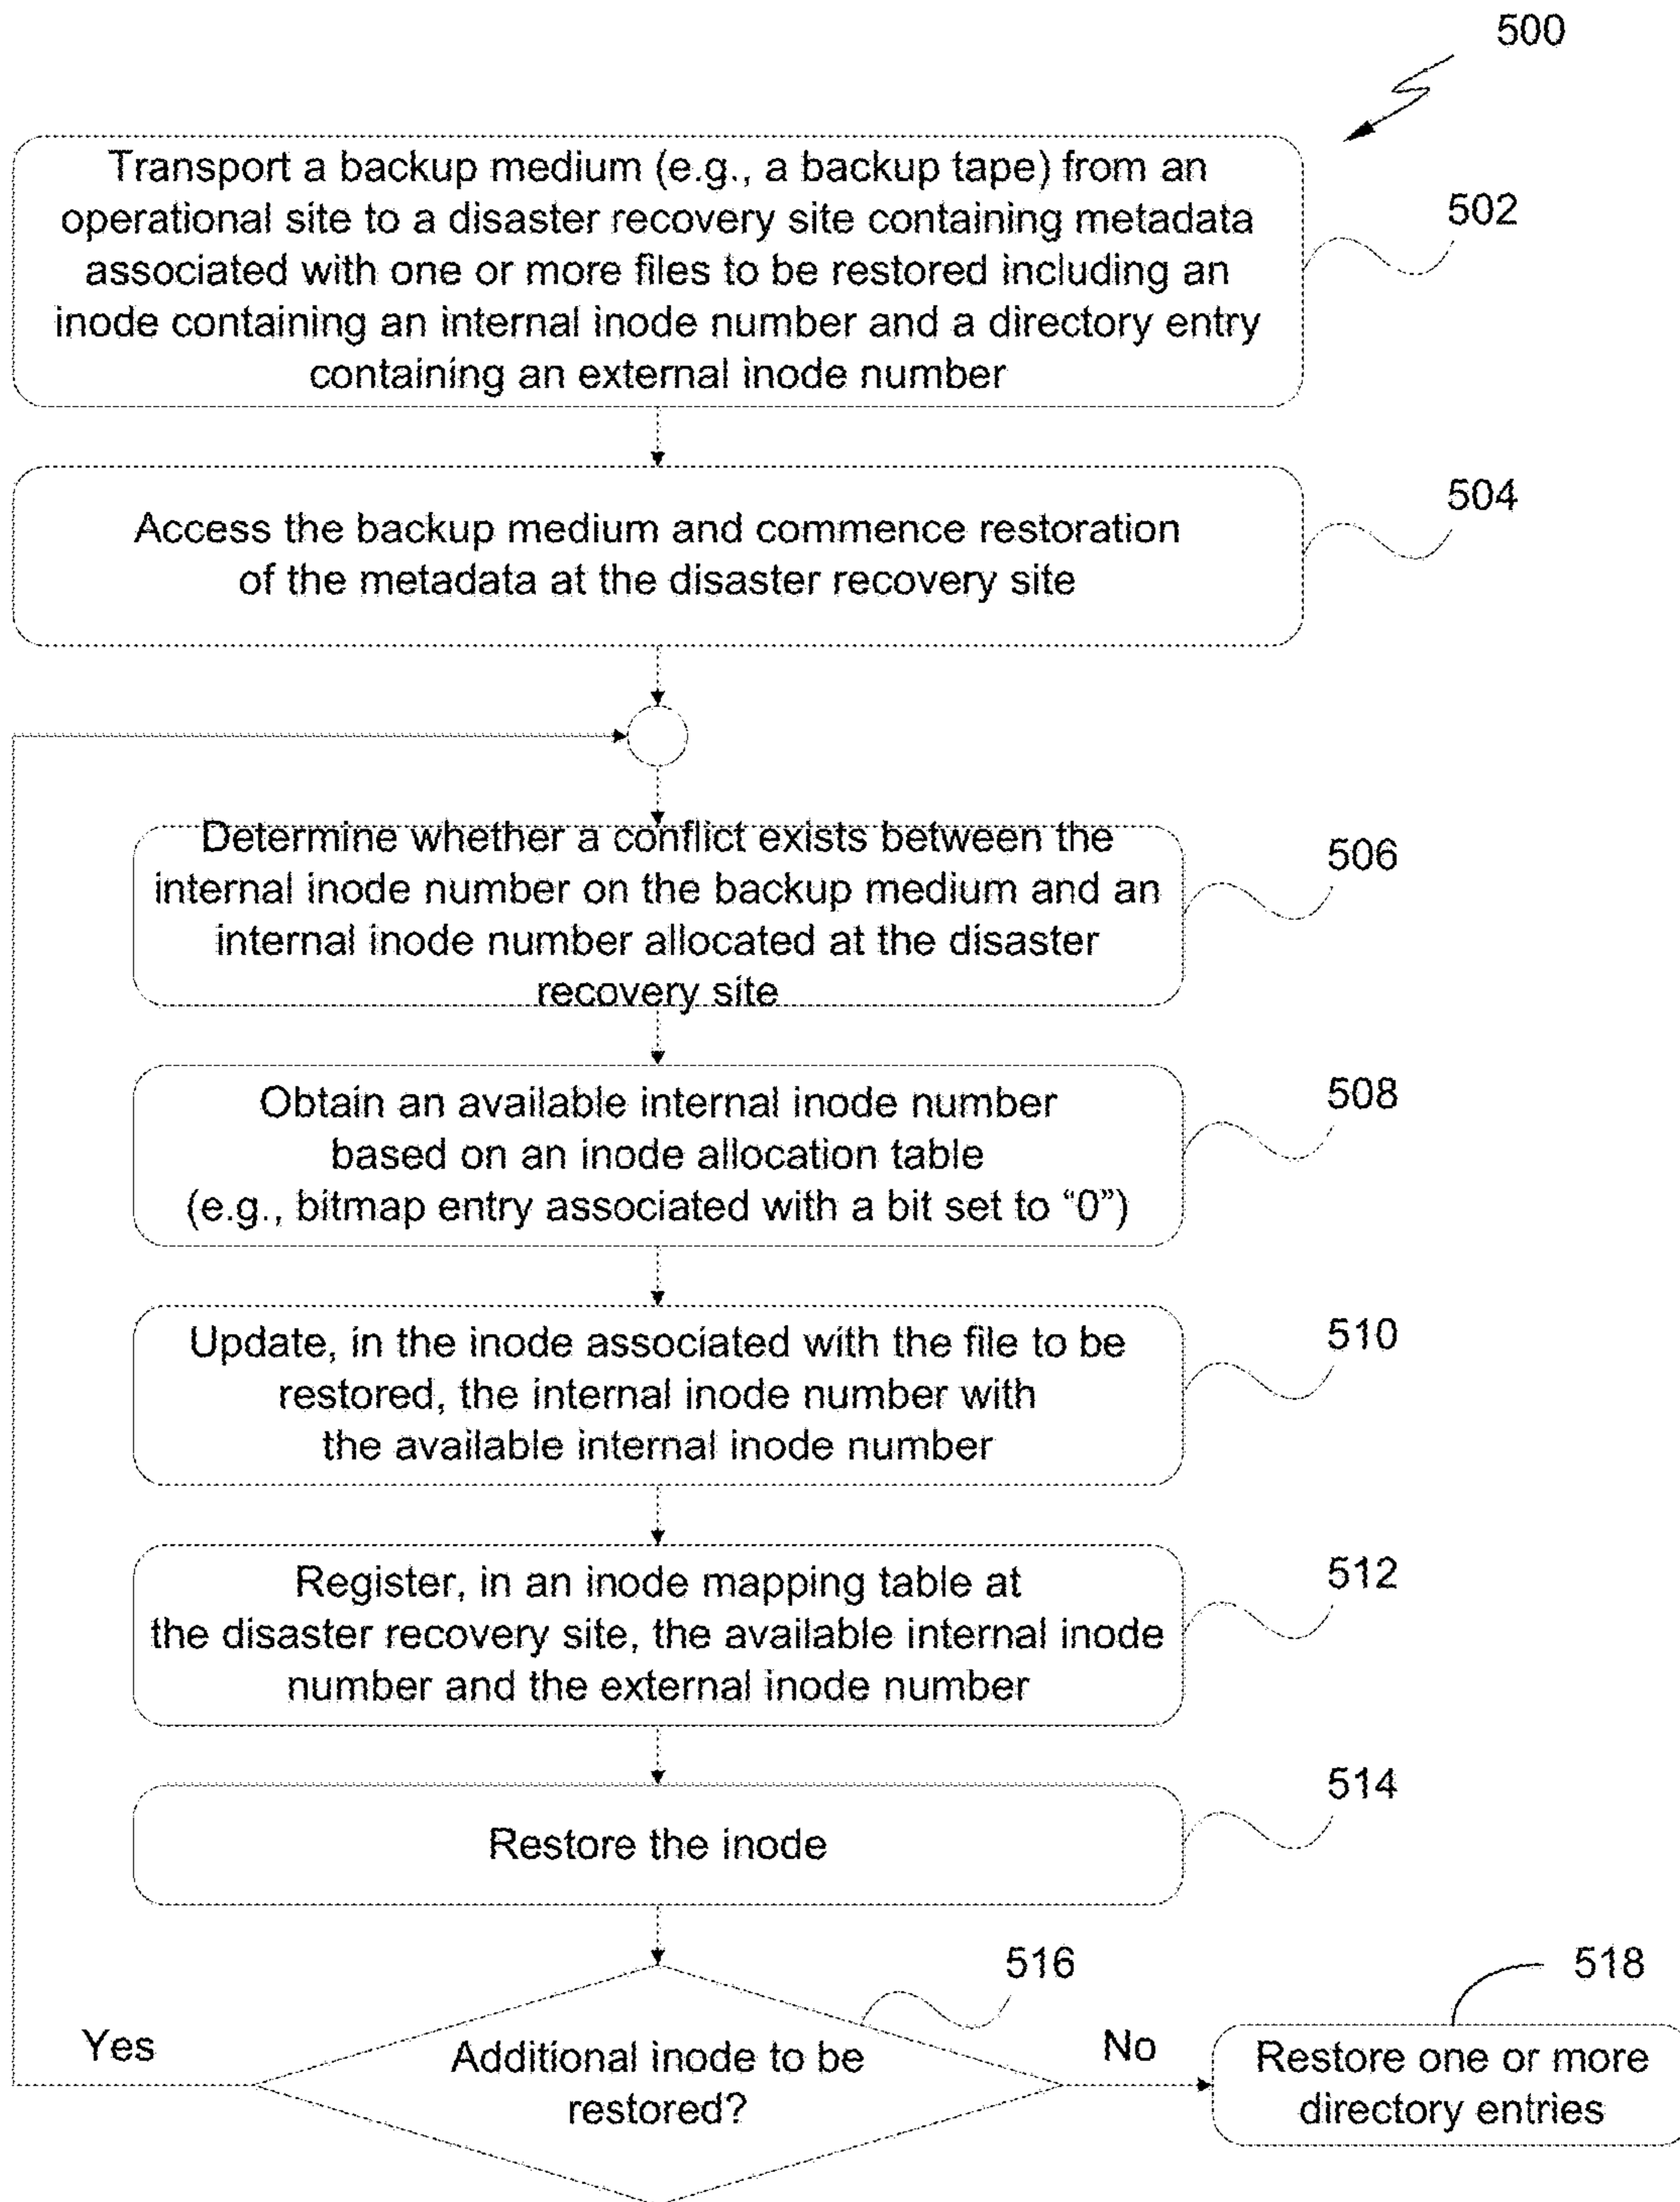 500
Transport a backup medium (e.g., a backup tape) from an
operational site to a disaster recovery site containing metadata
associated with one or more files to be restored including an
inode containing an internal inode number and a directory entry
containing an external inode number
502
Access the backup medium and commence restoration
of the metadata at the disaster recovery site
504
Determine whether a conflict exists between the
internal inode number on the backup medium and an
internal inode number allocated at the disaster
recovery site
506
Obtain an available internal inode number
based on an inode allocation table
(e.g., bitmap entry associated with a bit set to “0”)
508
Update, in the inode associated with the file to be
restored, the internal inode number with
the available internal inode number
510
Register, in an inode mapping table at
the disaster recovery site, the available internal inode
number and the external inode number
512
Restore the inode
514
Additional inode to be
restored?
516
Yes
No
Restore one or more
directory entries
518